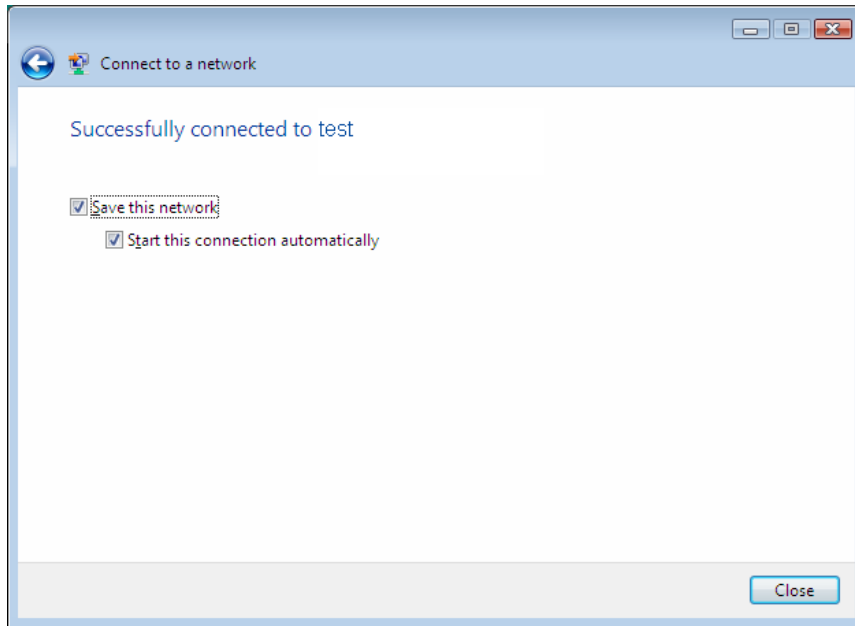 Connect to a network
Successfully connected to test
Save this network
Start this connection automatically
Close